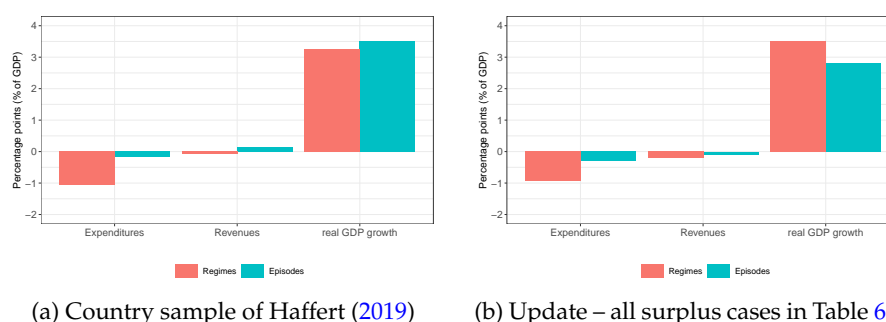 4
3
2
1
0
−1
−2
Percentage points (% of GDP)
Expenditures Revenues real GDP growth
Regimes Episodes
(a) Country sample of Haffert (2019)
4
3
2
1
0
−1
−2
Percentage points (% of GDP)
Expenditures Revenues real GDP growth
Regimes Episodes
(b) Update – all surplus cases in Table 6